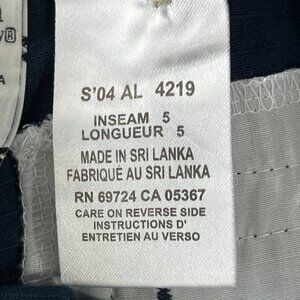 S'04 AL 4219
INSEAM 5
LONGUEUR 5
MADE IN SRI LANKA
FABRIQUÉ AU SRI LANKA
RN 69724 CA 05367
CARE ON REVERSE SIDE
INSTRUCTIONS D'
ENTRETIEN AU VERSO